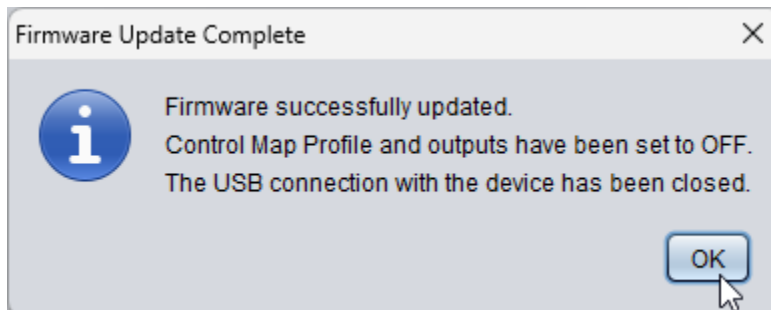 Firmware Update Complete
Firmware successfully updated.
Control Map Profile and outputs have been set to OFF.
The USB connection with the device has been closed.
OK